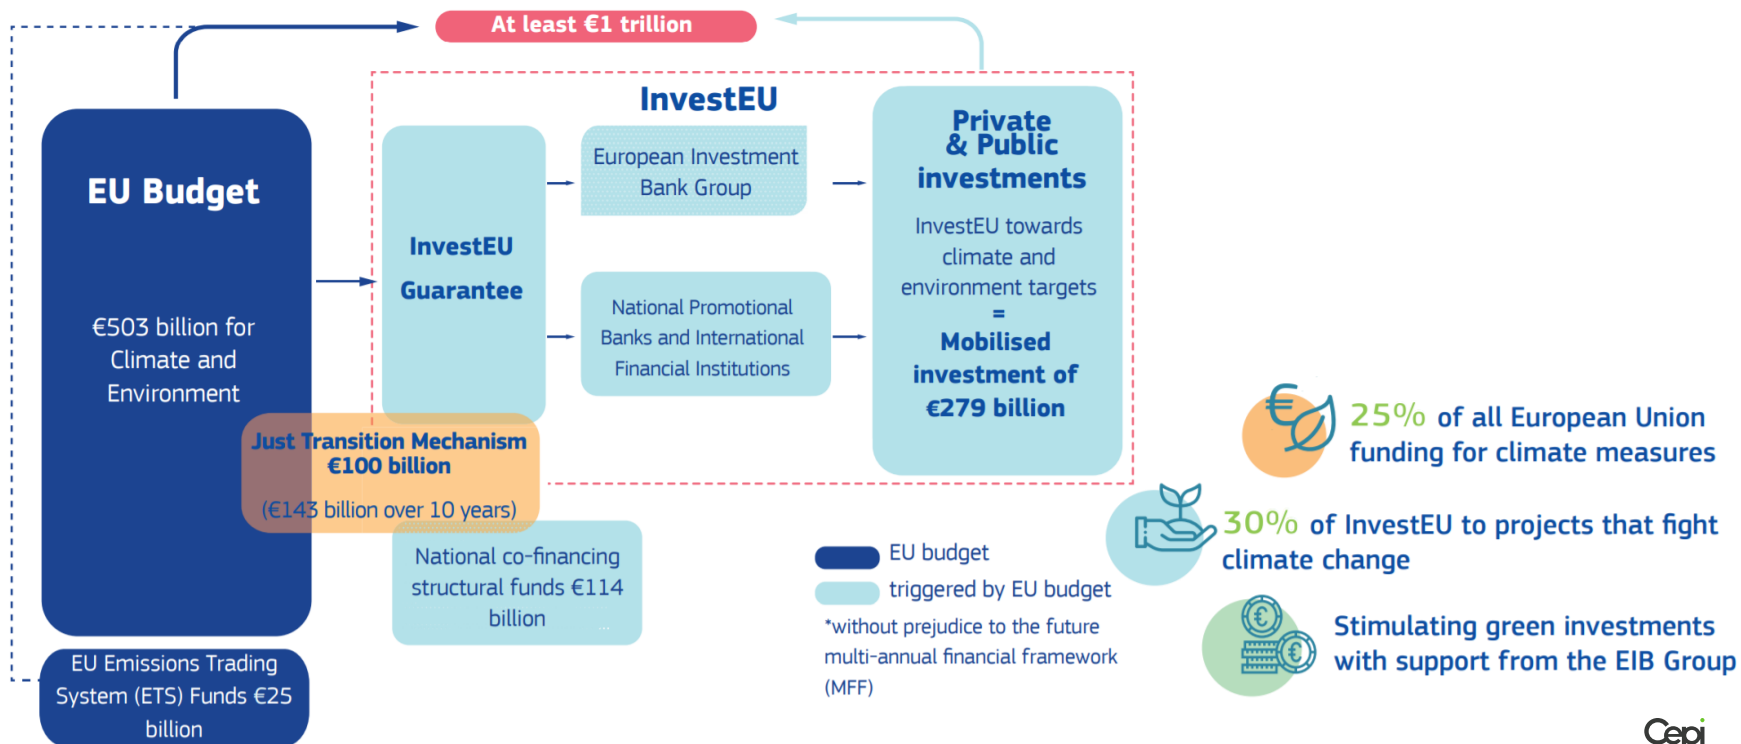 At least €1 trillion
EU Budget
€503 billion for
Climate and
Environment
InvestEU
InvestEU
Guarantee
European Investment
Bank Group
National Promotional
Banks and International
Financial Institutions
Private
& Public
investments
InvestEU towards
climate and
environment targets
=
Mobilised
investment of
€279 billion
Just Transition Mechanism
€100 billion
(€143 billion over 10 years)
National co-financing
structural funds €114
billion
...
EU Emissions Trading
System (ETS) Funds €25
billion
EU budget
triggered by EU budget
*without prejudice to the future
multi-annual financial framework
(MFF)
€
25% of all European Union
funding for climate measures
30% of InvestEU to projects that fight
climate change
€
€
Stimulating green investments
with support from the EIB Group
Cepi